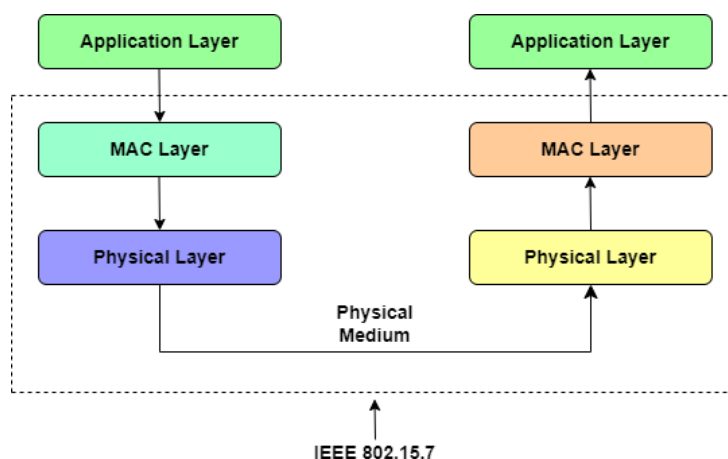 Application Layer
Application Layer
MAC Layer
MAC Layer
Physical Layer
Physical Layer
Physical
Medium
IEEE 802.15.7